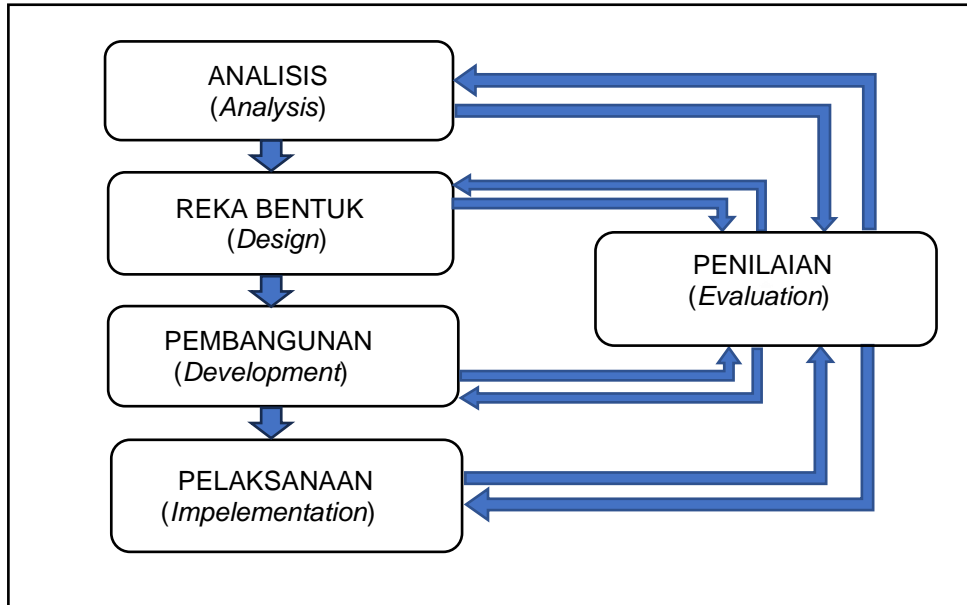 ANALISIS
(Analysis)
REKA BENTUK
(Design)
PENILAIAN
(Evaluation)
PEMBANGUNAN
(Development)
PELAKSANAAN
(Impelementation)